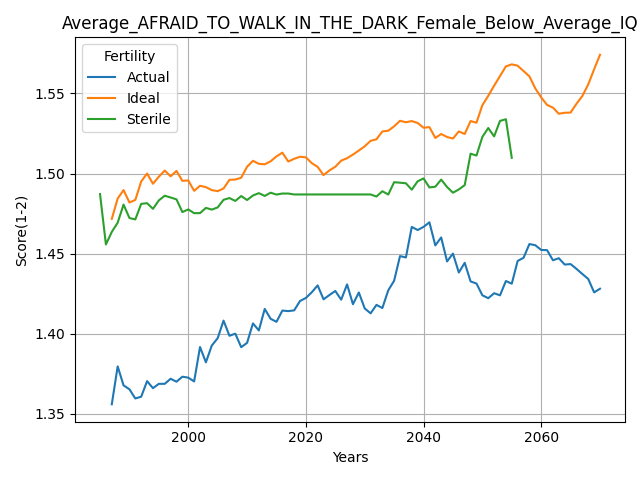 Average_AFRAID_TO_WALK_IN_THE_DARK_Female_Below_Average_IQ
Fertility
Actual
Ideal
Sterile
Score(1-2)
1.55
1.50
1.45
1.40
1.35
2000 2020 2040 2060
Years